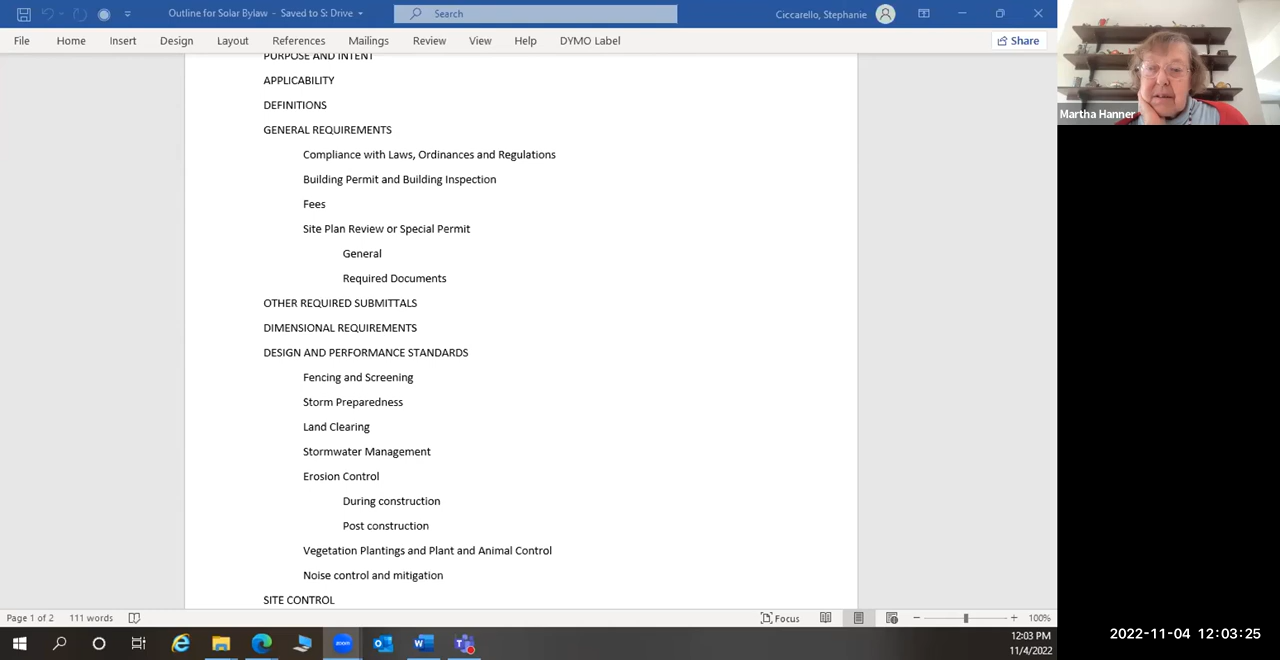 Outline for Solar Bylaw - Saved to S: Drive
Search
Ciccarello, Stephanie
File Home Insert Design Layout References Mailings Review View Help DYMO Label Share
PURPOSE AND INTENT
APPLICABILITY
DEFINITIONS
GENERAL REQUIREMENTS
Compliance with Laws, Ordinances and Regulations
Building Permit and Building Inspection
Fees
Site Plan Review or Special Permit
General
Required Documents
OTHER REQUIRED SUBMITTALS
DIMENSIONAL REQUIREMENTS
DESIGN AND PERFORMANCE STANDARDS
Fencing and Screening
Storm Preparedness
Land Clearing
Stormwater Management
Erosion Control
During construction
Post construction
Vegetation Plantings and Plant and Animal Control
Noise control and mitigation
SITE CONTROL
Page 1 of 2 111 words Focus 100%
zoom
12:03 PM
11/4/2022
Martha Hanner
2022-11-04 12:03:25